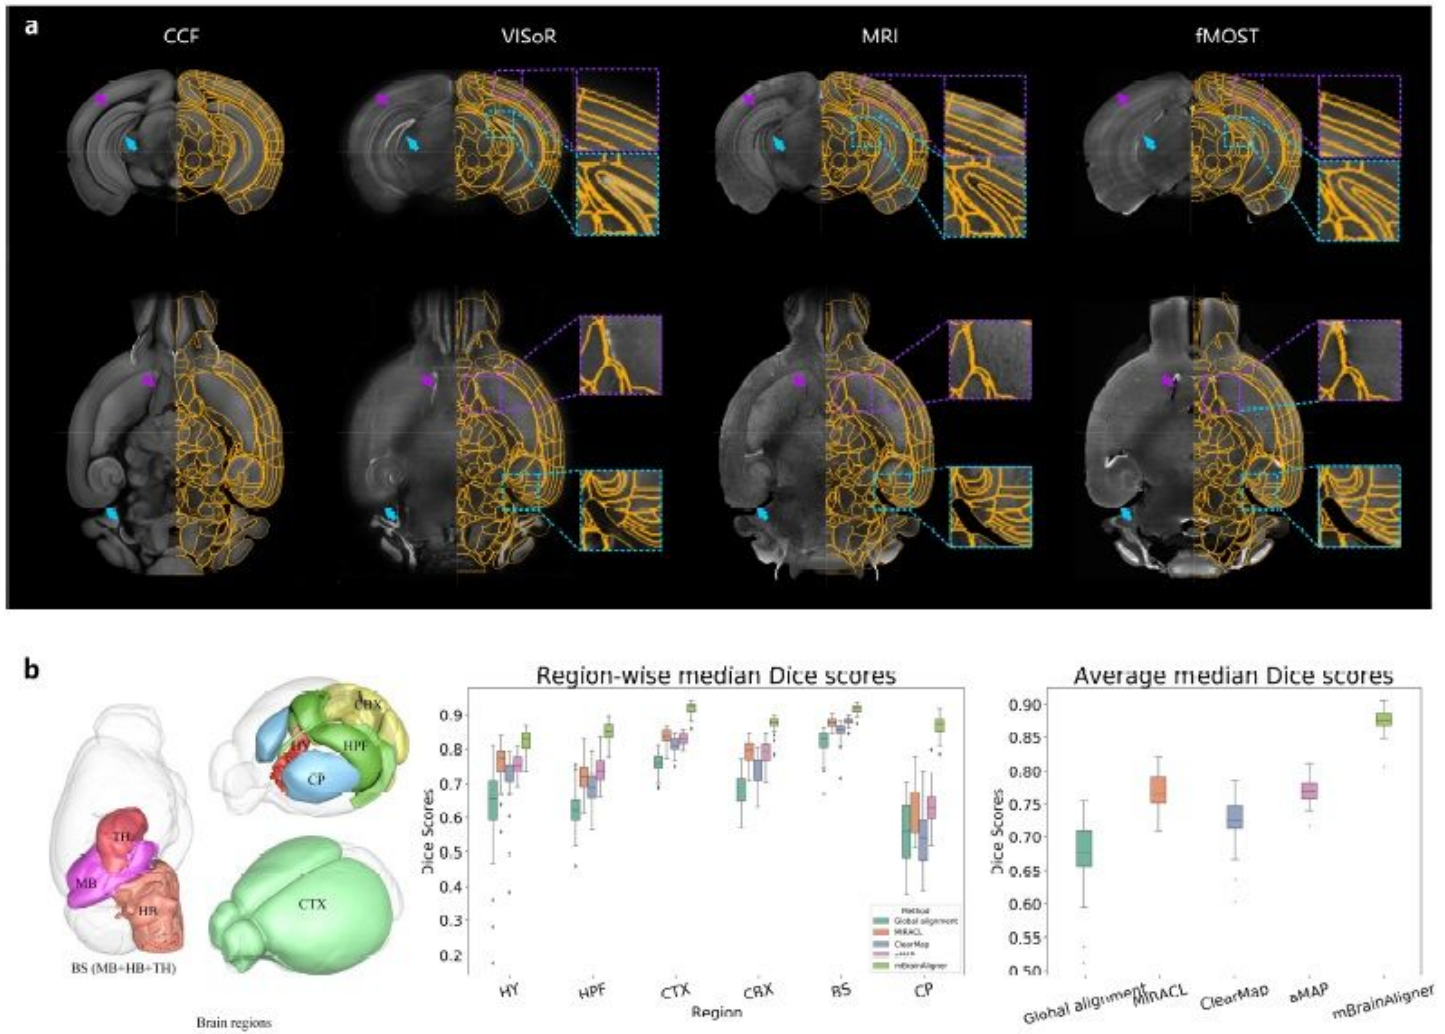 a
CCF
VISoR
MRI
fMOST
b
TH
MB
HB
BS (MB+HB+TH)
CBX
HY
HPF
CP
CTX
Brain regions
Region-wise median Dice scores
Dice Scores
0.9
0.8
0.7
0.6
0.5
0.4
0.3
0.2
HY
HPF
CTX
CBX
BS
CP
Region
Method
Global alignment
MIRACL
ClearMap
mBrainAligner
Average median Dice scores
Dice Scores
0.90
0.85
0.80
0.75
0.70
0.65
0.60
0.55
0.50
Global alignment
MIRACL
ClearMap
aMAP
mBrainAligner